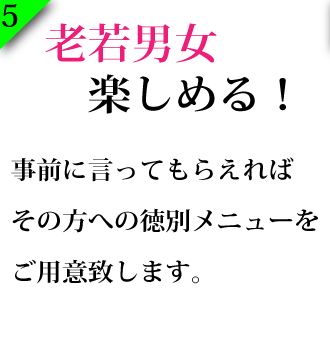 5
老若男女
楽しめる！
事前に言ってもらえれば
その方への徳別メニューを
ご用意致します。